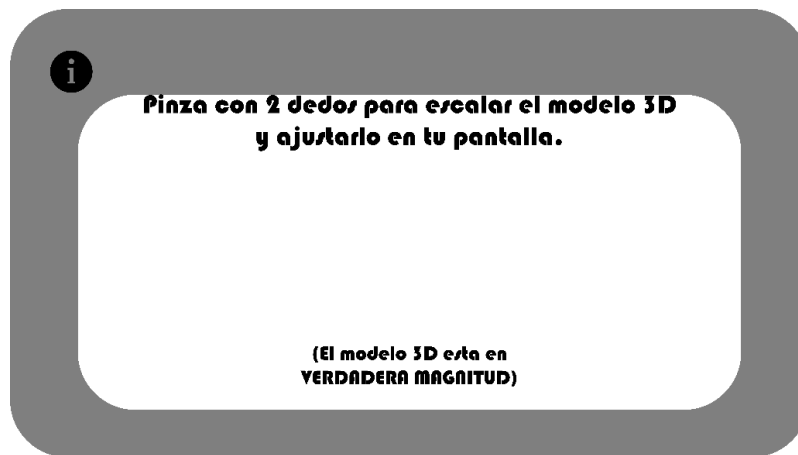 i
Pinza con 2 dedos para escalar el modelo 3D
y ajustarlo en tu pantalla.
(El modelo 3D esta en
VERDADERA MAGNITUD)